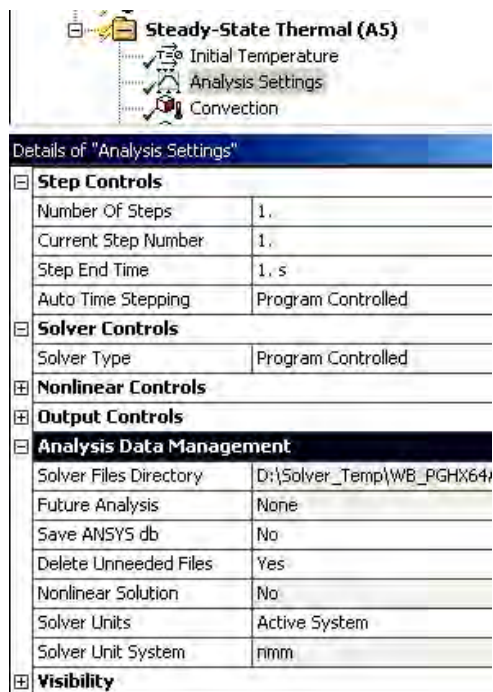 Steady-State Thermal (A5)
Initial Temperature
Analysis Settings
Convection
Details of "Analysis Settings"
Step Controls
Number Of Steps 1.
Current Step Number 1.
Step End Time 1. s
Auto Time Stepping Program Controlled
Solver Controls
Solver Type Program Controlled
Nonlinear Controls
Output Controls
Analysis Data Management
Solver Files Directory D:\Solver_Temp\WB_PGHX64A
Future Analysis None
Save ANSYS db No
Delete Unneeded Files Yes
Nonlinear Solution No
Solver Units Active System
Solver Unit System nmm
Visibility